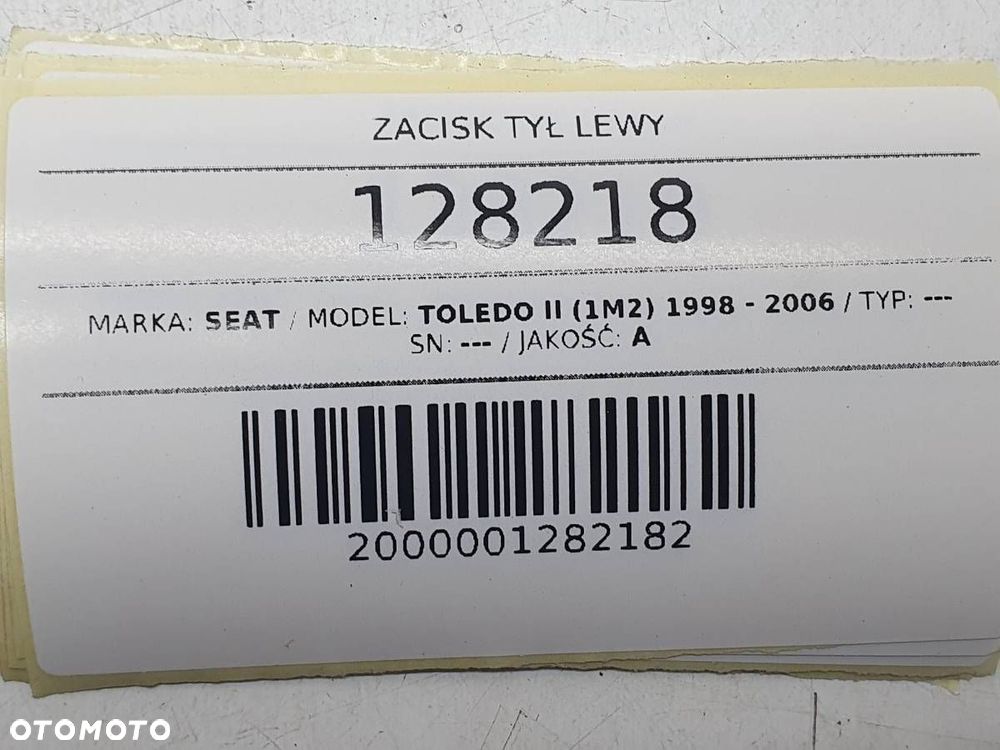 ZACISK TYŁ LEWY
128218
MARKA: SEAT / MODEL: TOLEDO II (1M2) 1998 - 2006 / TYP: ---
SN: --- / JAKOŚĆ: A
2000001282182
OTOMOTO